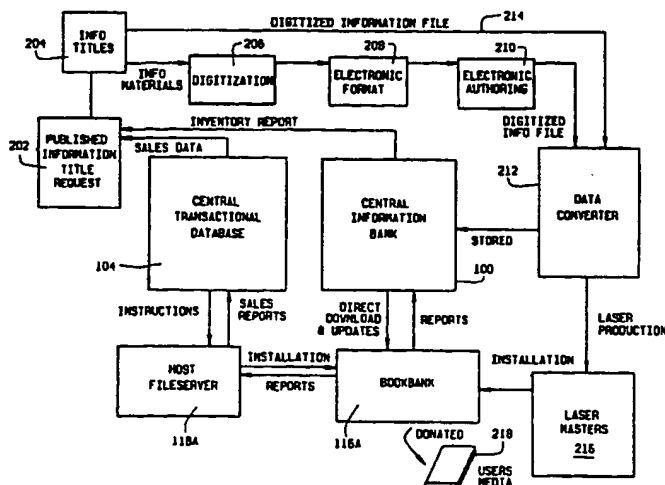 DIGITIZED INFORMATION FILE
214
204
INFO
TITLES
206
208
210
INFO
MATERIALS
DIGITIZATION
ELECTRONIC
FORMAT
ELECTRONIC
AUTHORING
INVENTORY REPORT
DIGITIZED
INFO FILE
202
PUBLISHED
INFORMATION
TITLE
REQUEST
SALES DATA
212
CENTRAL
TRANSACTIONAL
DATABASE
CENTRAL
INFORMATION
BANK
DATA
CONVERTER
STORED
104
100
INSTRUCTIONS
SALES
REPORTS
DIRECT
DOWNLOAD
& UPDATES
REPORTS
LASER
PRODUCTION
HOST
FILESERVER
INSTALLATION
REPORTS
BOOKBANK
INSTALLATION
LASER
MASTERS
216
118A
116A
DONATED
218
USERS
MEDIA